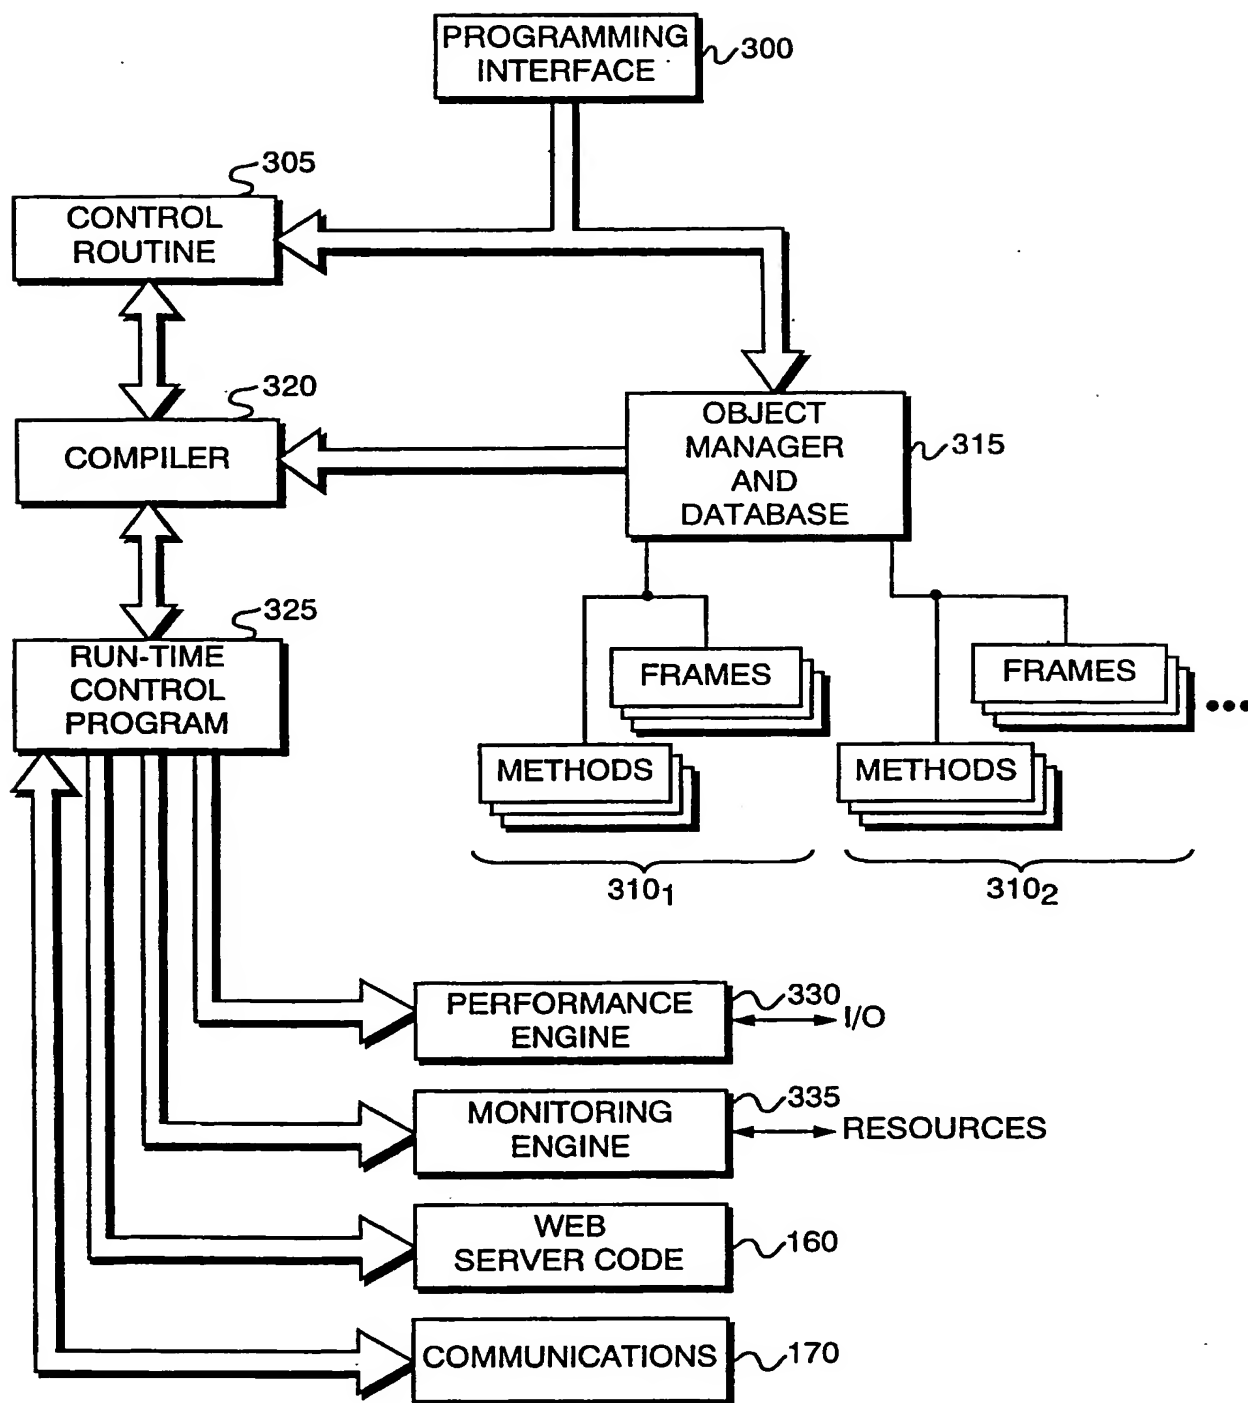 PROGRAMMING
INTERFACE
300
305
CONTROL
ROUTINE
320
COMPILER
OBJECT
MANAGER
AND
DATABASE
315
325
RUN-TIME
CONTROL
PROGRAM
FRAMES
FRAMES
•••
METHODS
METHODS
310₁
310₂
PERFORMANCE
ENGINE
330
I/O
MONITORING
ENGINE
335
RESOURCES
WEB
SERVER CODE
160
COMMUNICATIONS
170